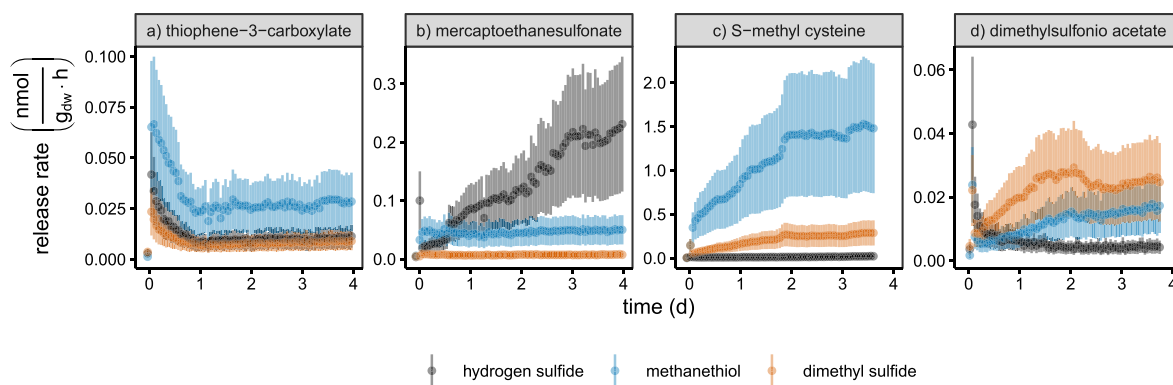 a) thiophene−3−carboxylate
b) mercaptoethanesulfonate
c) S−methyl cysteine
d) dimethylsulfonio acetate
release rate (nmol / g_dw · h)
0.100
0.075
0.050
0.025
0.000
0 1 2 3 4
0.3
0.2
0.1
0.0
0 1 2 3 4
2.0
1.5
1.0
0.5
0.0
0 1 2 3 4
0.06
0.04
0.02
0.00
0 1 2 3 4
time (d)
hydrogen sulfide methanethiol dimethyl sulfide